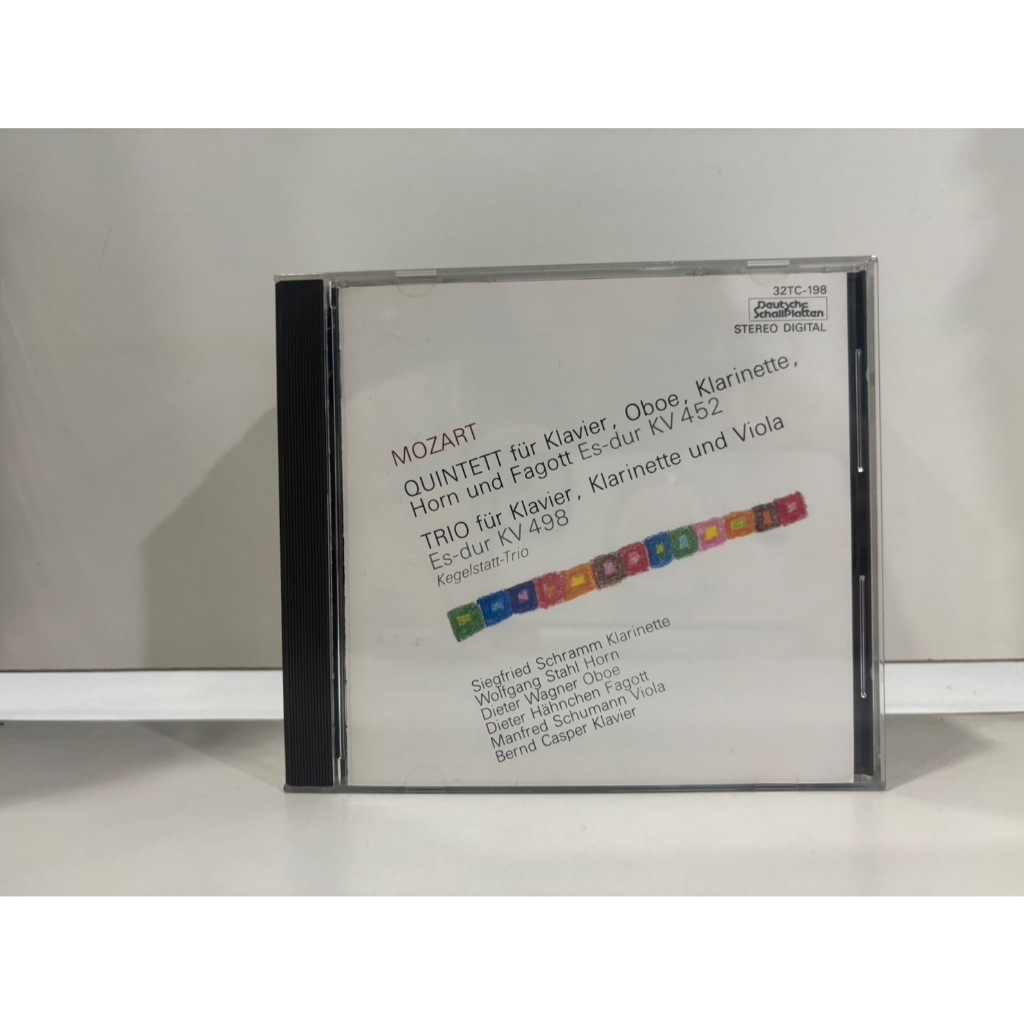 32TC-198
Deutsche
Schallplatten
STEREO DIGITAL
MOZART
QUINTETT für Klavier, Oboe, Klarinette,
Horn und Fagott Es-dur KV 452
TRIO für Klavier, Klarinette und Viola
Es-dur KV 498
Kegelstatt-Trio
Siegfried Schramm Klarinette
Wolfgang Stahl Horn
Dieter Wagner Oboe
Dieter Hähnchen Fagott
Manfred Schumann Viola
Bernd Casper Klavier